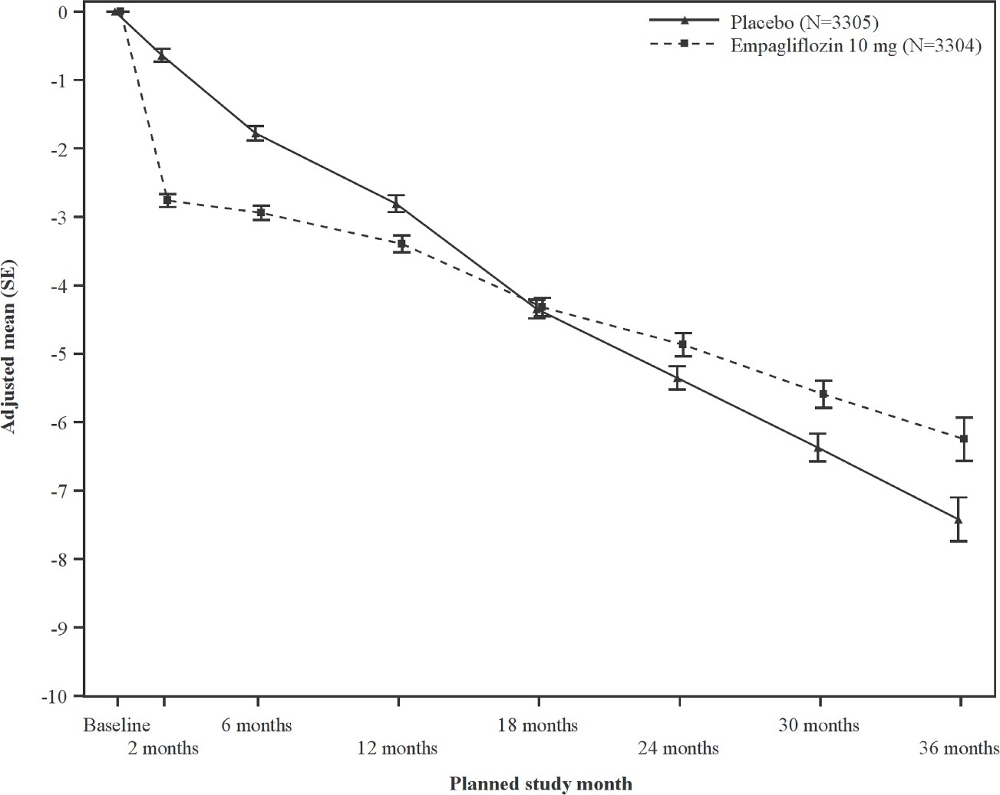 Placebo (N=3305)
Empagliflozin 10 mg (N=3304)
Adjusted mean (SE)
0
-1
-2
-3
-4
-5
-6
-7
-8
-9
-10
Baseline
2 months
6 months
12 months
18 months
24 months
30 months
36 months
Planned study month